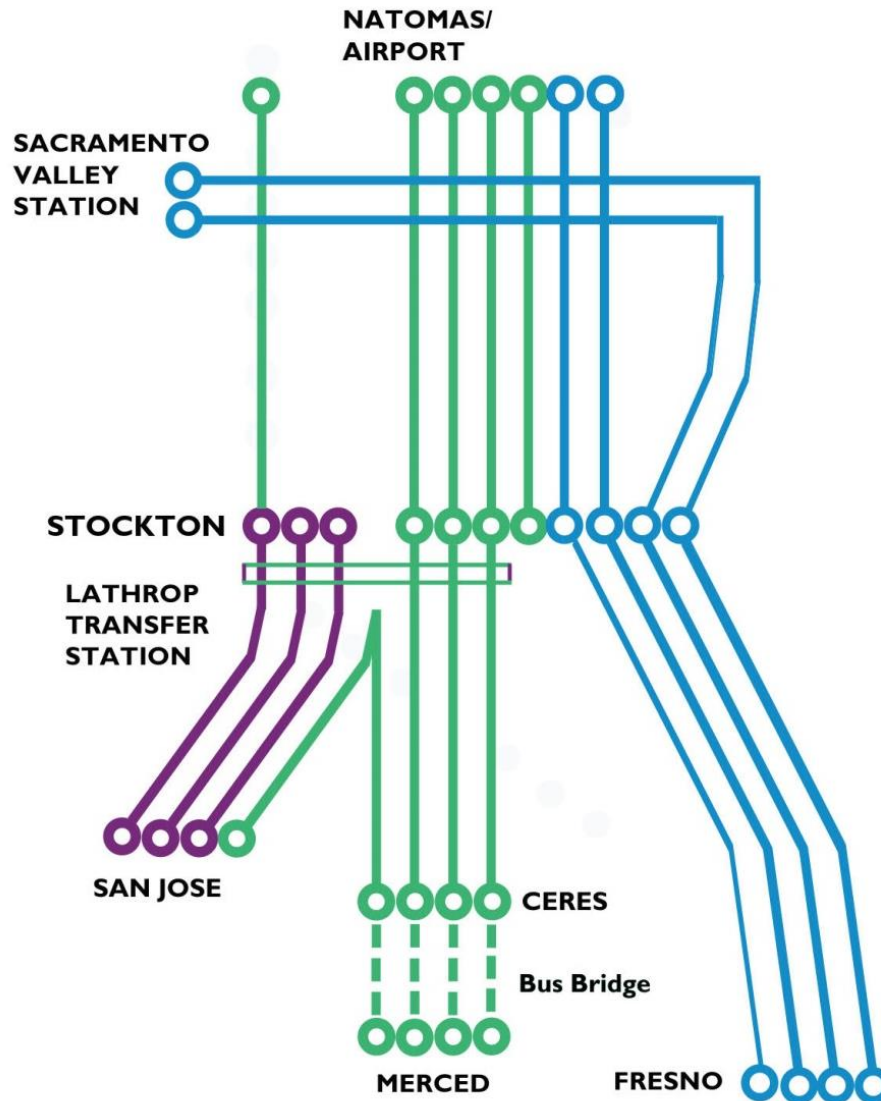 NATOMAS/
AIRPORT
SACRAMENTO
VALLEY
STATION
STOCKTON
LATHROP
TRANSFER
STATION
SAN JOSE
CERES
Bus Bridge
MERCED
FRESNO